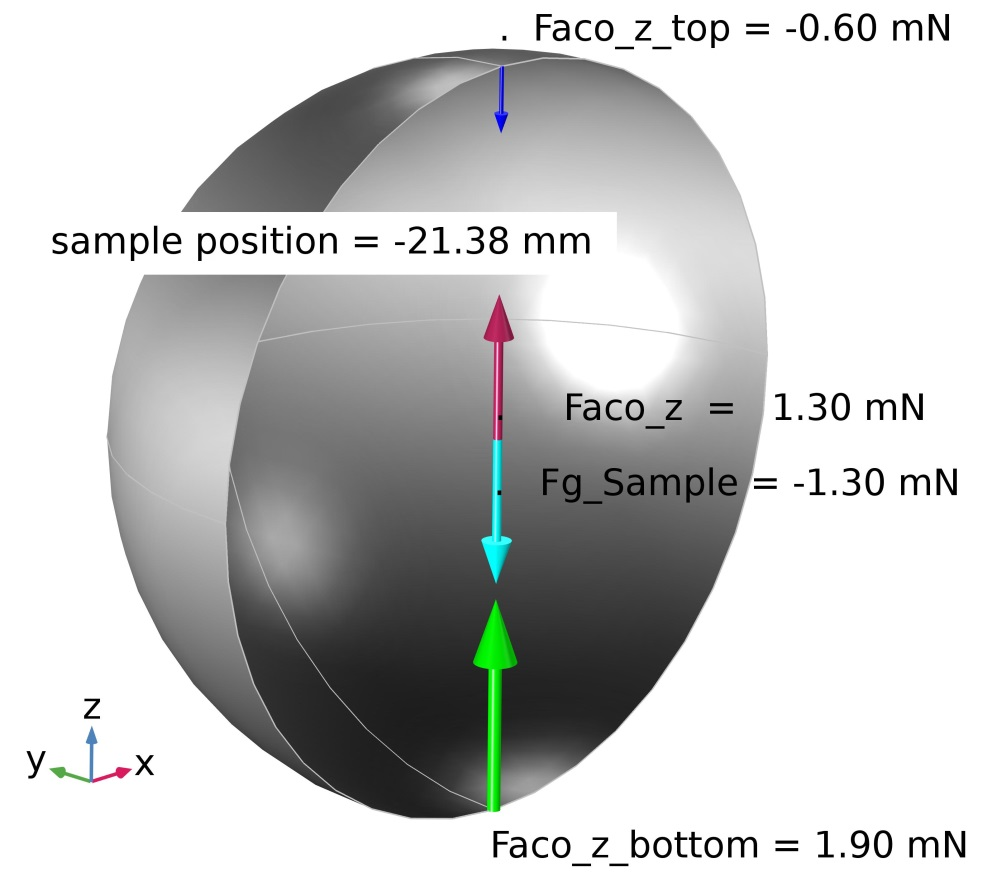 . Faco_z_top = -0.60 mN
sample position = -21.38 mm
. Faco_z = 1.30 mN
. Fg_Sample = -1.30 mN
z
y x
Faco_z_bottom = 1.90 mN